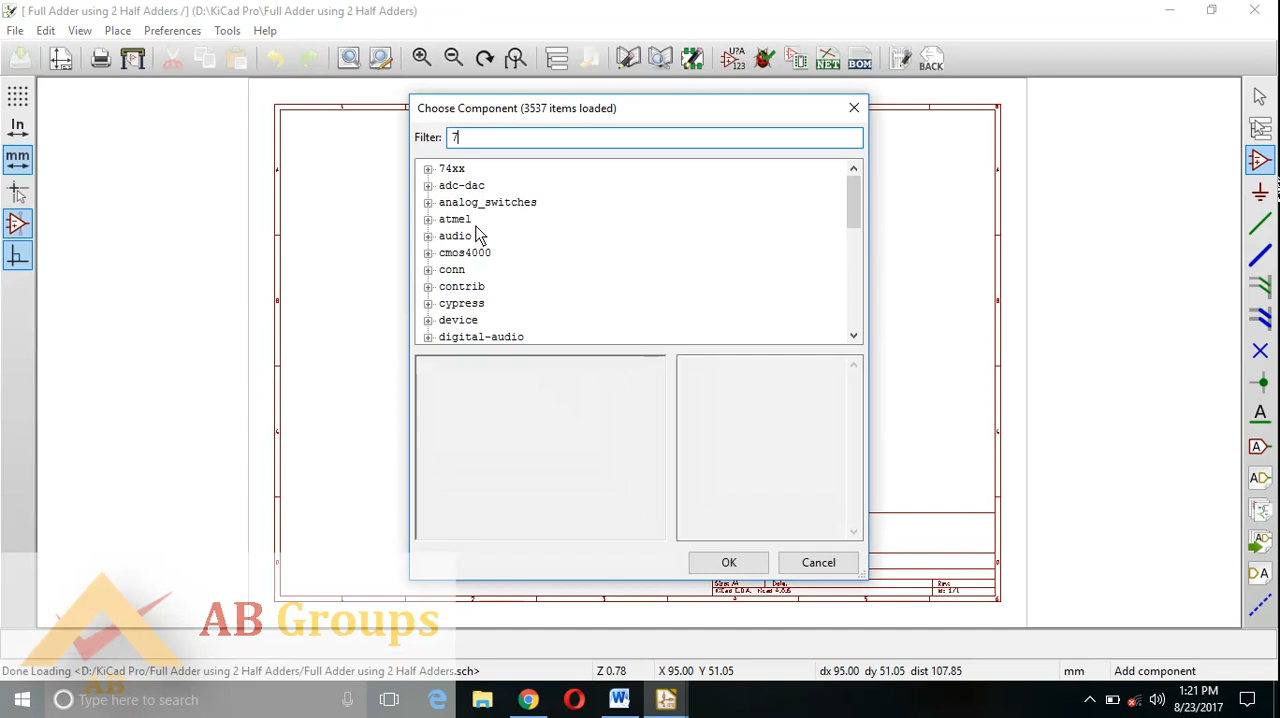 [ Full Adder using 2 Half Adders /] (D:\KiCad Pro\Full Adder using 2 Half Adders)
File Edit View Place Preferences Tools Help
U?A
123
NET
BOM
BACK
Choose Component (3537 items loaded)
Filter: 7
In
mm
74xx
adc-dac
analog_switches
atmel
audio
cmos4000
conn
contrib
cypress
device
digital-audio
OK
Cancel
AB Groups
AB
Done Loading <D:/KiCad Pro/Full Adder using 2 Half Adders/Full Adder using 2 Half Adders.sch>
Z 0.78
X 95.00 Y 51.05
dx 95.00 dy 51.05 dist 107.85
mm
Add component
Type here to search
1:21 PM
8/23/2017